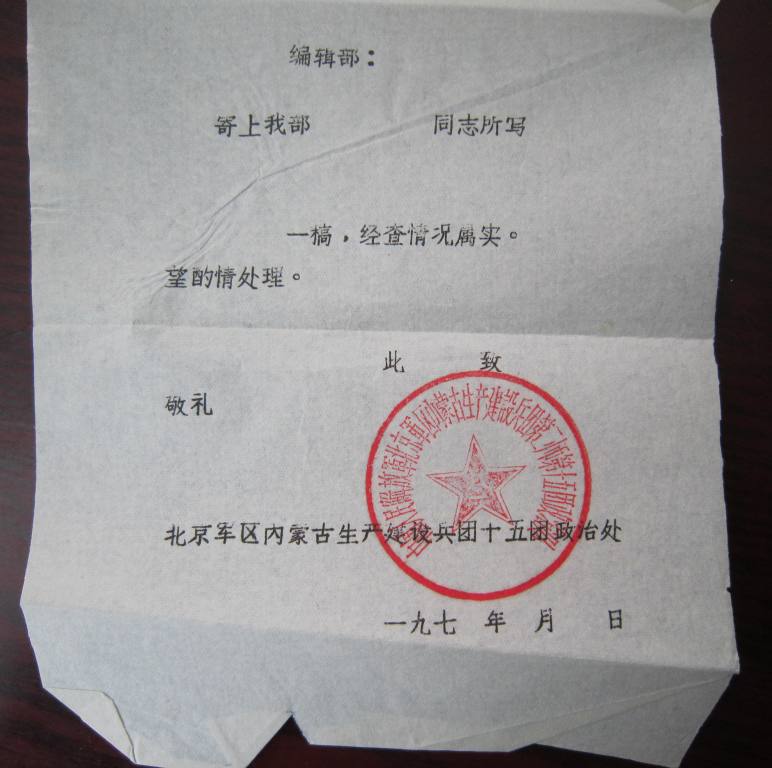 编辑部：
寄上我部 同志所写
一稿，经查情况属实。
望酌情处理。
此 致
敬礼
北京军区内蒙古生产建设兵团十五团政治处
一九七 年 月 日